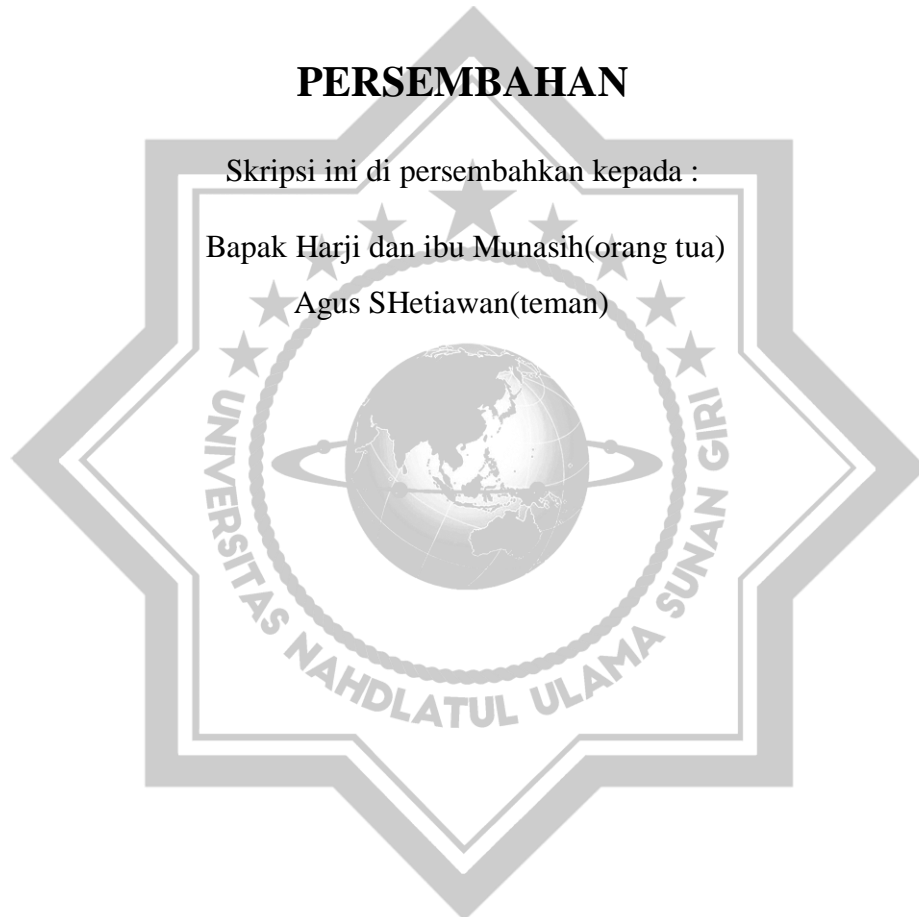 PERSEMBAHAN
Skripsi ini di persembahkan kepada :
Bapak Harji dan ibu Munasih(orang tua)
Agus SHetiawan(teman)
UNIVERSITAS NAHDLATUL ULAMA SUNAN GIRI